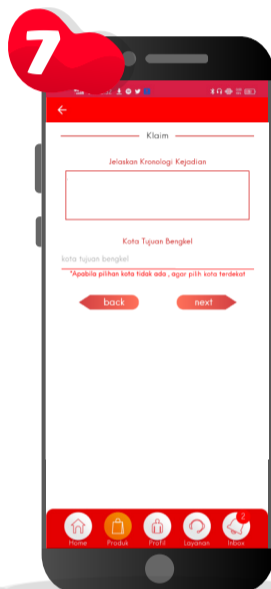 7
Klaim
Jelaskan Kronologi Kejadian
Kota Tujuan Bengkel
kota tujuan bengkel
*Apabila pilihan kota tidak ada , agar pilih kota terdekat
back next
2
Home Produk Profil Layanan Inbox